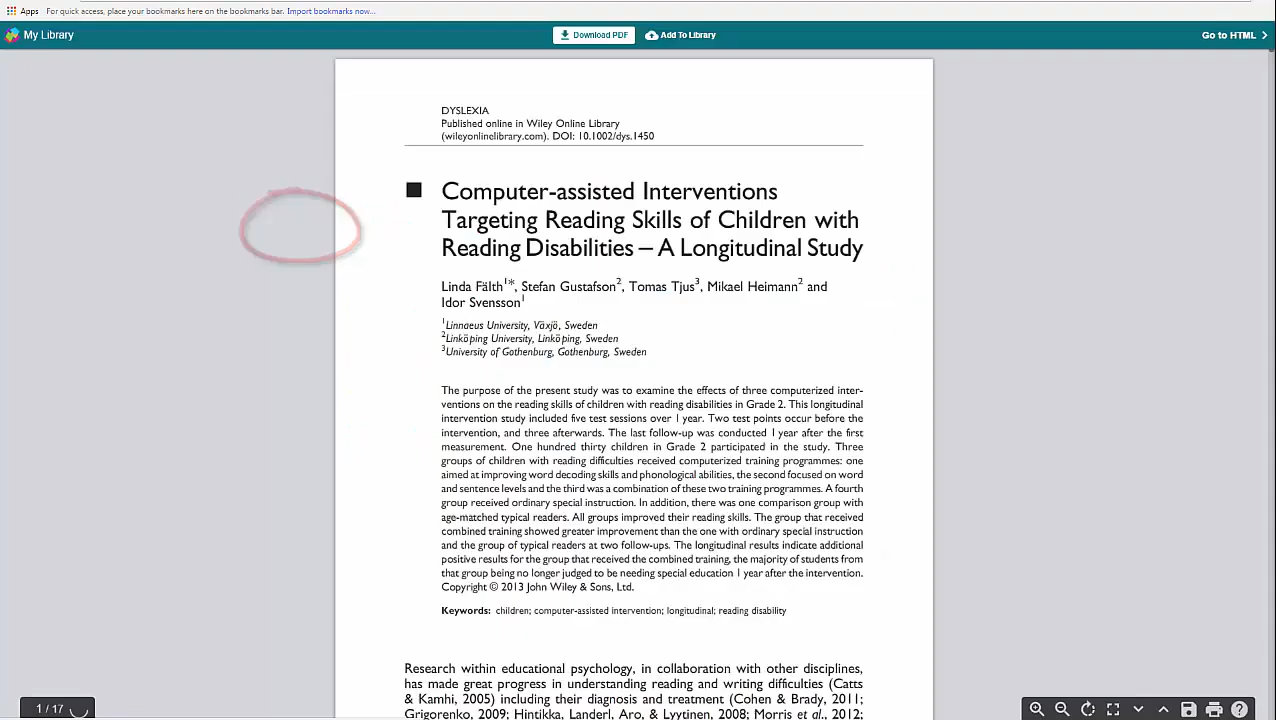 Apps For quick access, place your bookmarks here on the bookmarks bar. Import bookmarks now...
My Library Download PDF Add To Library Go to HTML
DYSLEXIA
Published online in Wiley Online Library
(wileyonlinelibrary.com). DOI: 10.1002/dys.1450
■ Computer-assisted Interventions
Targeting Reading Skills of Children with
Reading Disabilities – A Longitudinal Study
Linda Fälth¹*, Stefan Gustafson², Tomas Tjus³, Mikael Heimann² and
Idor Svensson¹
¹Linnaeus University, Växjö, Sweden
²Linköping University, Linköping, Sweden
³University of Gothenburg, Gothenburg, Sweden
The purpose of the present study was to examine the effects of three computerized inter-
ventions on the reading skills of children with reading disabilities in Grade 2. This longitudinal
intervention study included five test sessions over 1 year. Two test points occur before the
intervention, and three afterwards. The last follow-up was conducted 1 year after the first
measurement. One hundred thirty children in Grade 2 participated in the study. Three
groups of children with reading difficulties received computerized training programmes: one
aimed at improving word decoding skills and phonological abilities, the second focused on word
and sentence levels and the third was a combination of these two training programmes. A fourth
group received ordinary special instruction. In addition, there was one comparison group with
age-matched typical readers. All groups improved their reading skills. The group that received
combined training showed greater improvement than the one with ordinary special instruction
and the group of typical readers at two follow-ups. The longitudinal results indicate additional
positive results for the group that received the combined training, the majority of students from
that group being no longer judged to be needing special education 1 year after the intervention.
Copyright © 2013 John Wiley & Sons, Ltd.
Keywords: children; computer-assisted intervention; longitudinal; reading disability
Research within educational psychology, in collaboration with other disciplines,
has made great progress in understanding reading and writing difficulties (Catts
& Kamhi, 2005) including their diagnosis and treatment (Cohen & Brady, 2011;
Grigorenko, 2009; Hintikka, Landerl, Aro, & Lyytinen, 2008; Morris et al., 2012;
1 / 17